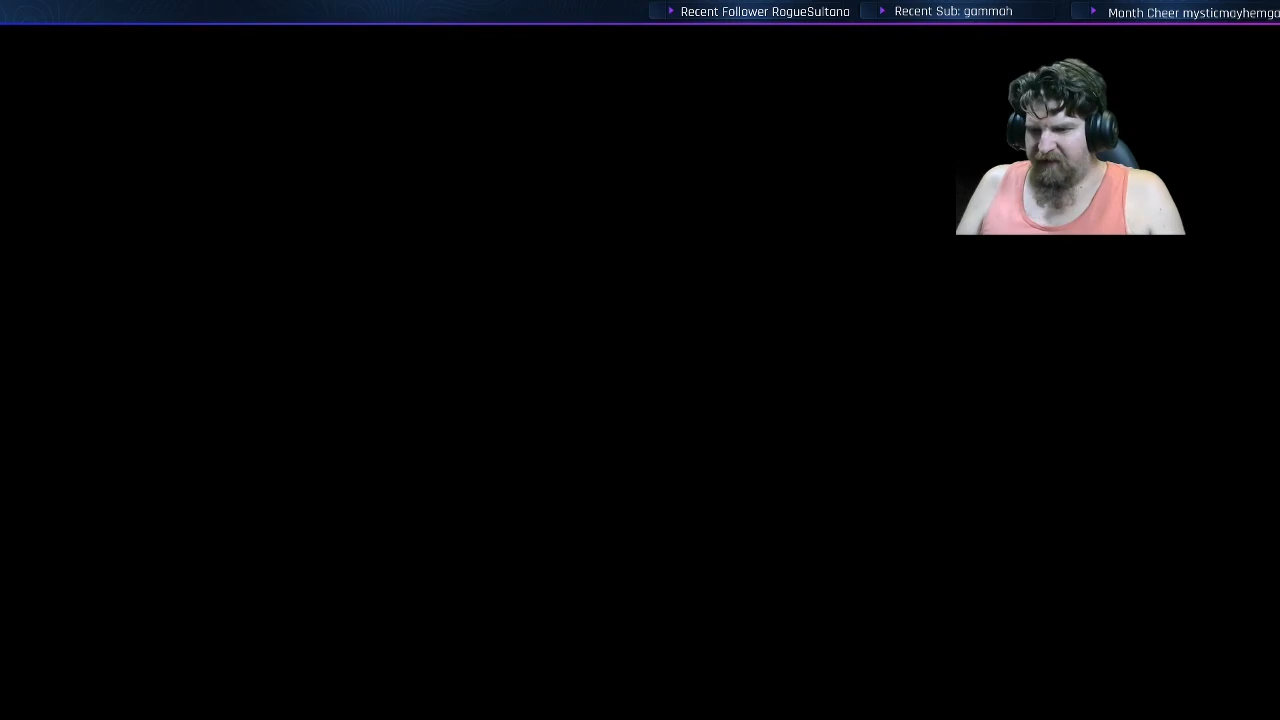 Recent Follower RogueSultana
Recent Sub: gammah
Month Cheer mysticmayhemga